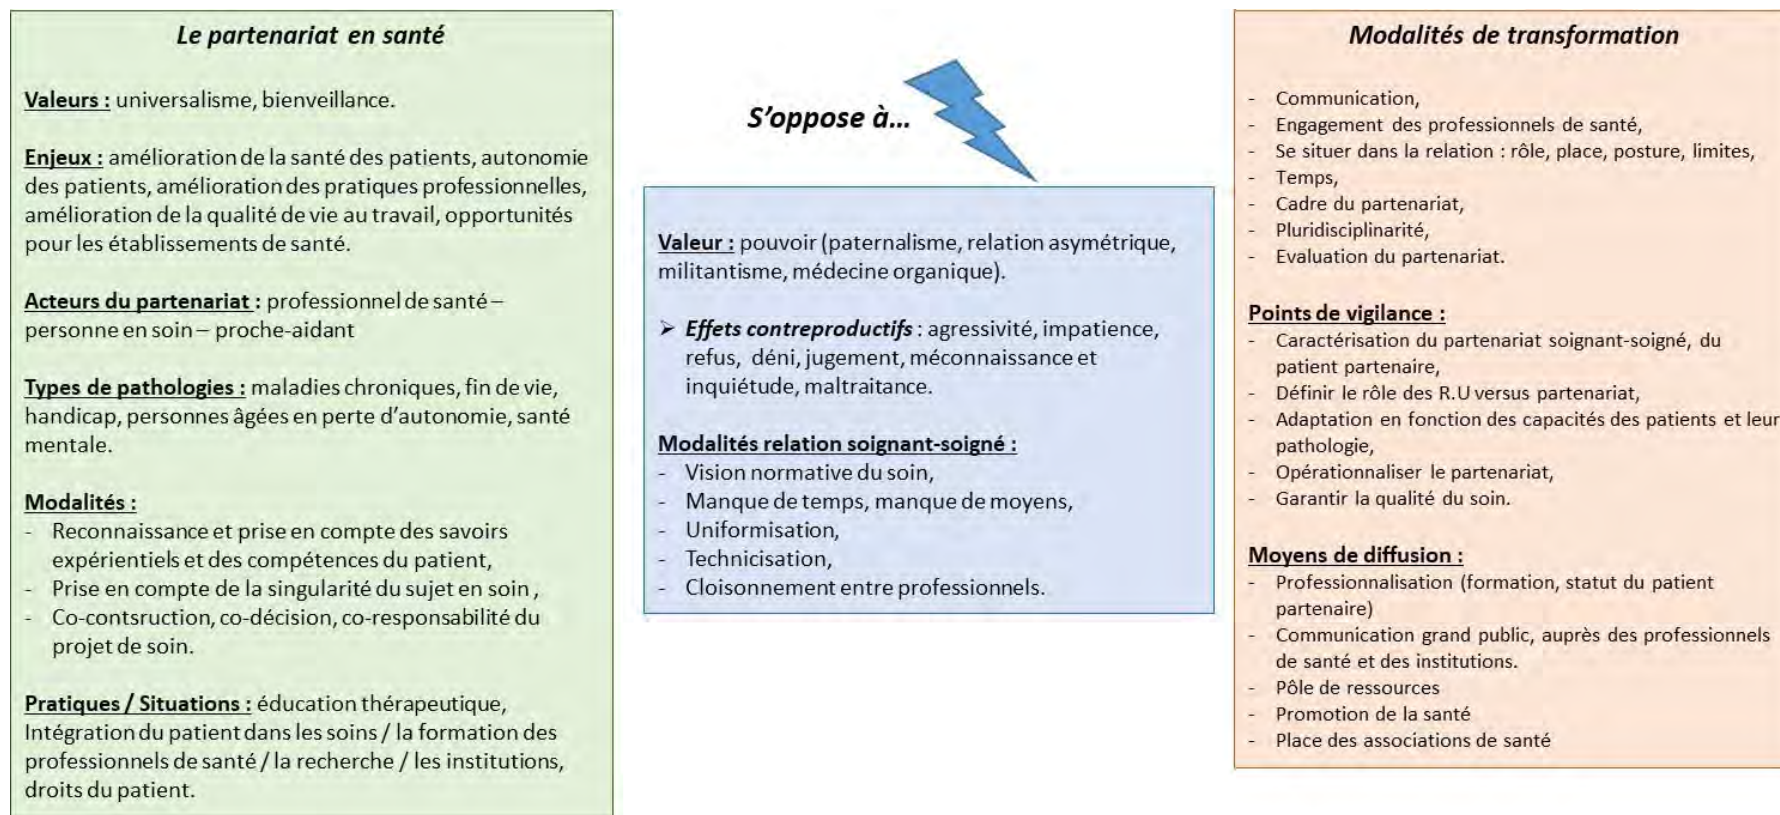 Le partenariat en santé
Valeurs : universalisme, bienveillance.
Enjeux : amélioration de la santé des patients, autonomie
des patients, amélioration des pratiques professionnelles,
amélioration de la qualité de vie au travail, opportunités
pour les établissements de santé.
Acteurs du partenariat : professionnel de santé –
personne en soin – proche-aidant
Types de pathologies : maladies chroniques, fin de vie,
handicap, personnes âgées en perte d’autonomie, santé
mentale.
Modalités :
- Reconnaissance et prise en compte des savoirs
expérientiels et des compétences du patient,
- Prise en compte de la singularité du sujet en soin ,
- Co-contsruction, co-décision, co-responsabilité du
projet de soin.
Pratiques / Situations : éducation thérapeutique,
Intégration du patient dans les soins / la formation des
professionnels de santé / la recherche / les institutions,
droits du patient.
S’oppose à…
Valeur : pouvoir (paternalisme, relation asymétrique,
militantisme, médecine organique).
➢ Effets contreproductifs : agressivité, impatience,
refus, déni, jugement, méconnaissance et
inquiétude, maltraitance.
Modalités relation soignant-soigné :
- Vision normative du soin,
- Manque de temps, manque de moyens,
- Uniformisation,
- Technicisation,
- Cloisonnement entre professionnels.
Modalités de transformation
- Communication,
- Engagement des professionnels de santé,
- Se situer dans la relation : rôle, place, posture, limites,
- Temps,
- Cadre du partenariat,
- Pluridisciplinarité,
- Evaluation du partenariat.
Points de vigilance :
- Caractérisation du partenariat soignant-soigné, du
patient partenaire,
- Définir le rôle des R.U versus partenariat,
- Adaptation en fonction des capacités des patients et leur
pathologie,
- Opérationnaliser le partenariat,
- Garantir la qualité du soin.
Moyens de diffusion :
- Professionnalisation (formation, statut du patient
partenaire)
- Communication grand public, auprès des professionnels
de santé et des institutions.
- Pôle de ressources
- Promotion de la santé
- Place des associations de santé